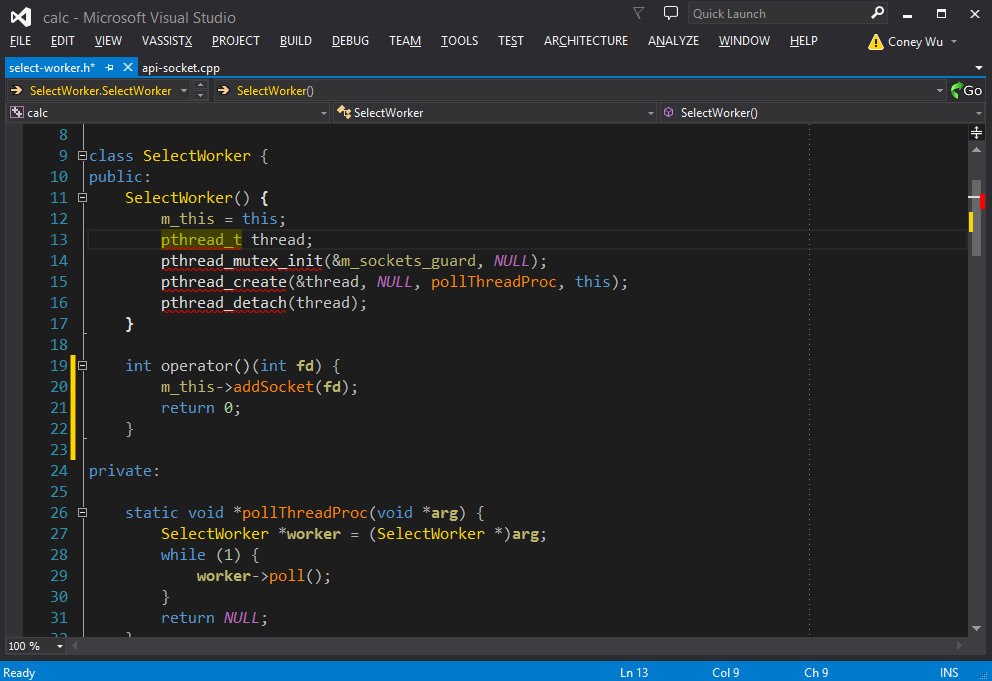 calc - Microsoft Visual Studio
Quick Launch
FILE EDIT VIEW VASSISTX PROJECT BUILD DEBUG TEAM TOOLS TEST ARCHITECTURE ANALYZE WINDOW HELP Coney Wu
select-worker.h* api-socket.cpp
SelectWorker.SelectWorker SelectWorker() Go
calc SelectWorker SelectWorker()
8
9 class SelectWorker {
10 public:
11 SelectWorker() {
12 m_this = this;
13 pthread_t thread;
14 pthread_mutex_init(&m_sockets_guard, NULL);
15 pthread_create(&thread, NULL, pollThreadProc, this);
16 pthread_detach(thread);
17 }
18
19 int operator()(int fd) {
20 m_this->addSocket(fd);
21 return 0;
22 }
23
24 private:
25
26 static void *pollThreadProc(void *arg) {
27 SelectWorker *worker = (SelectWorker *)arg;
28 while (1) {
29 worker->poll();
30 }
31 return NULL;
32 }
100 %
Ready Ln 13 Col 9 Ch 9 INS